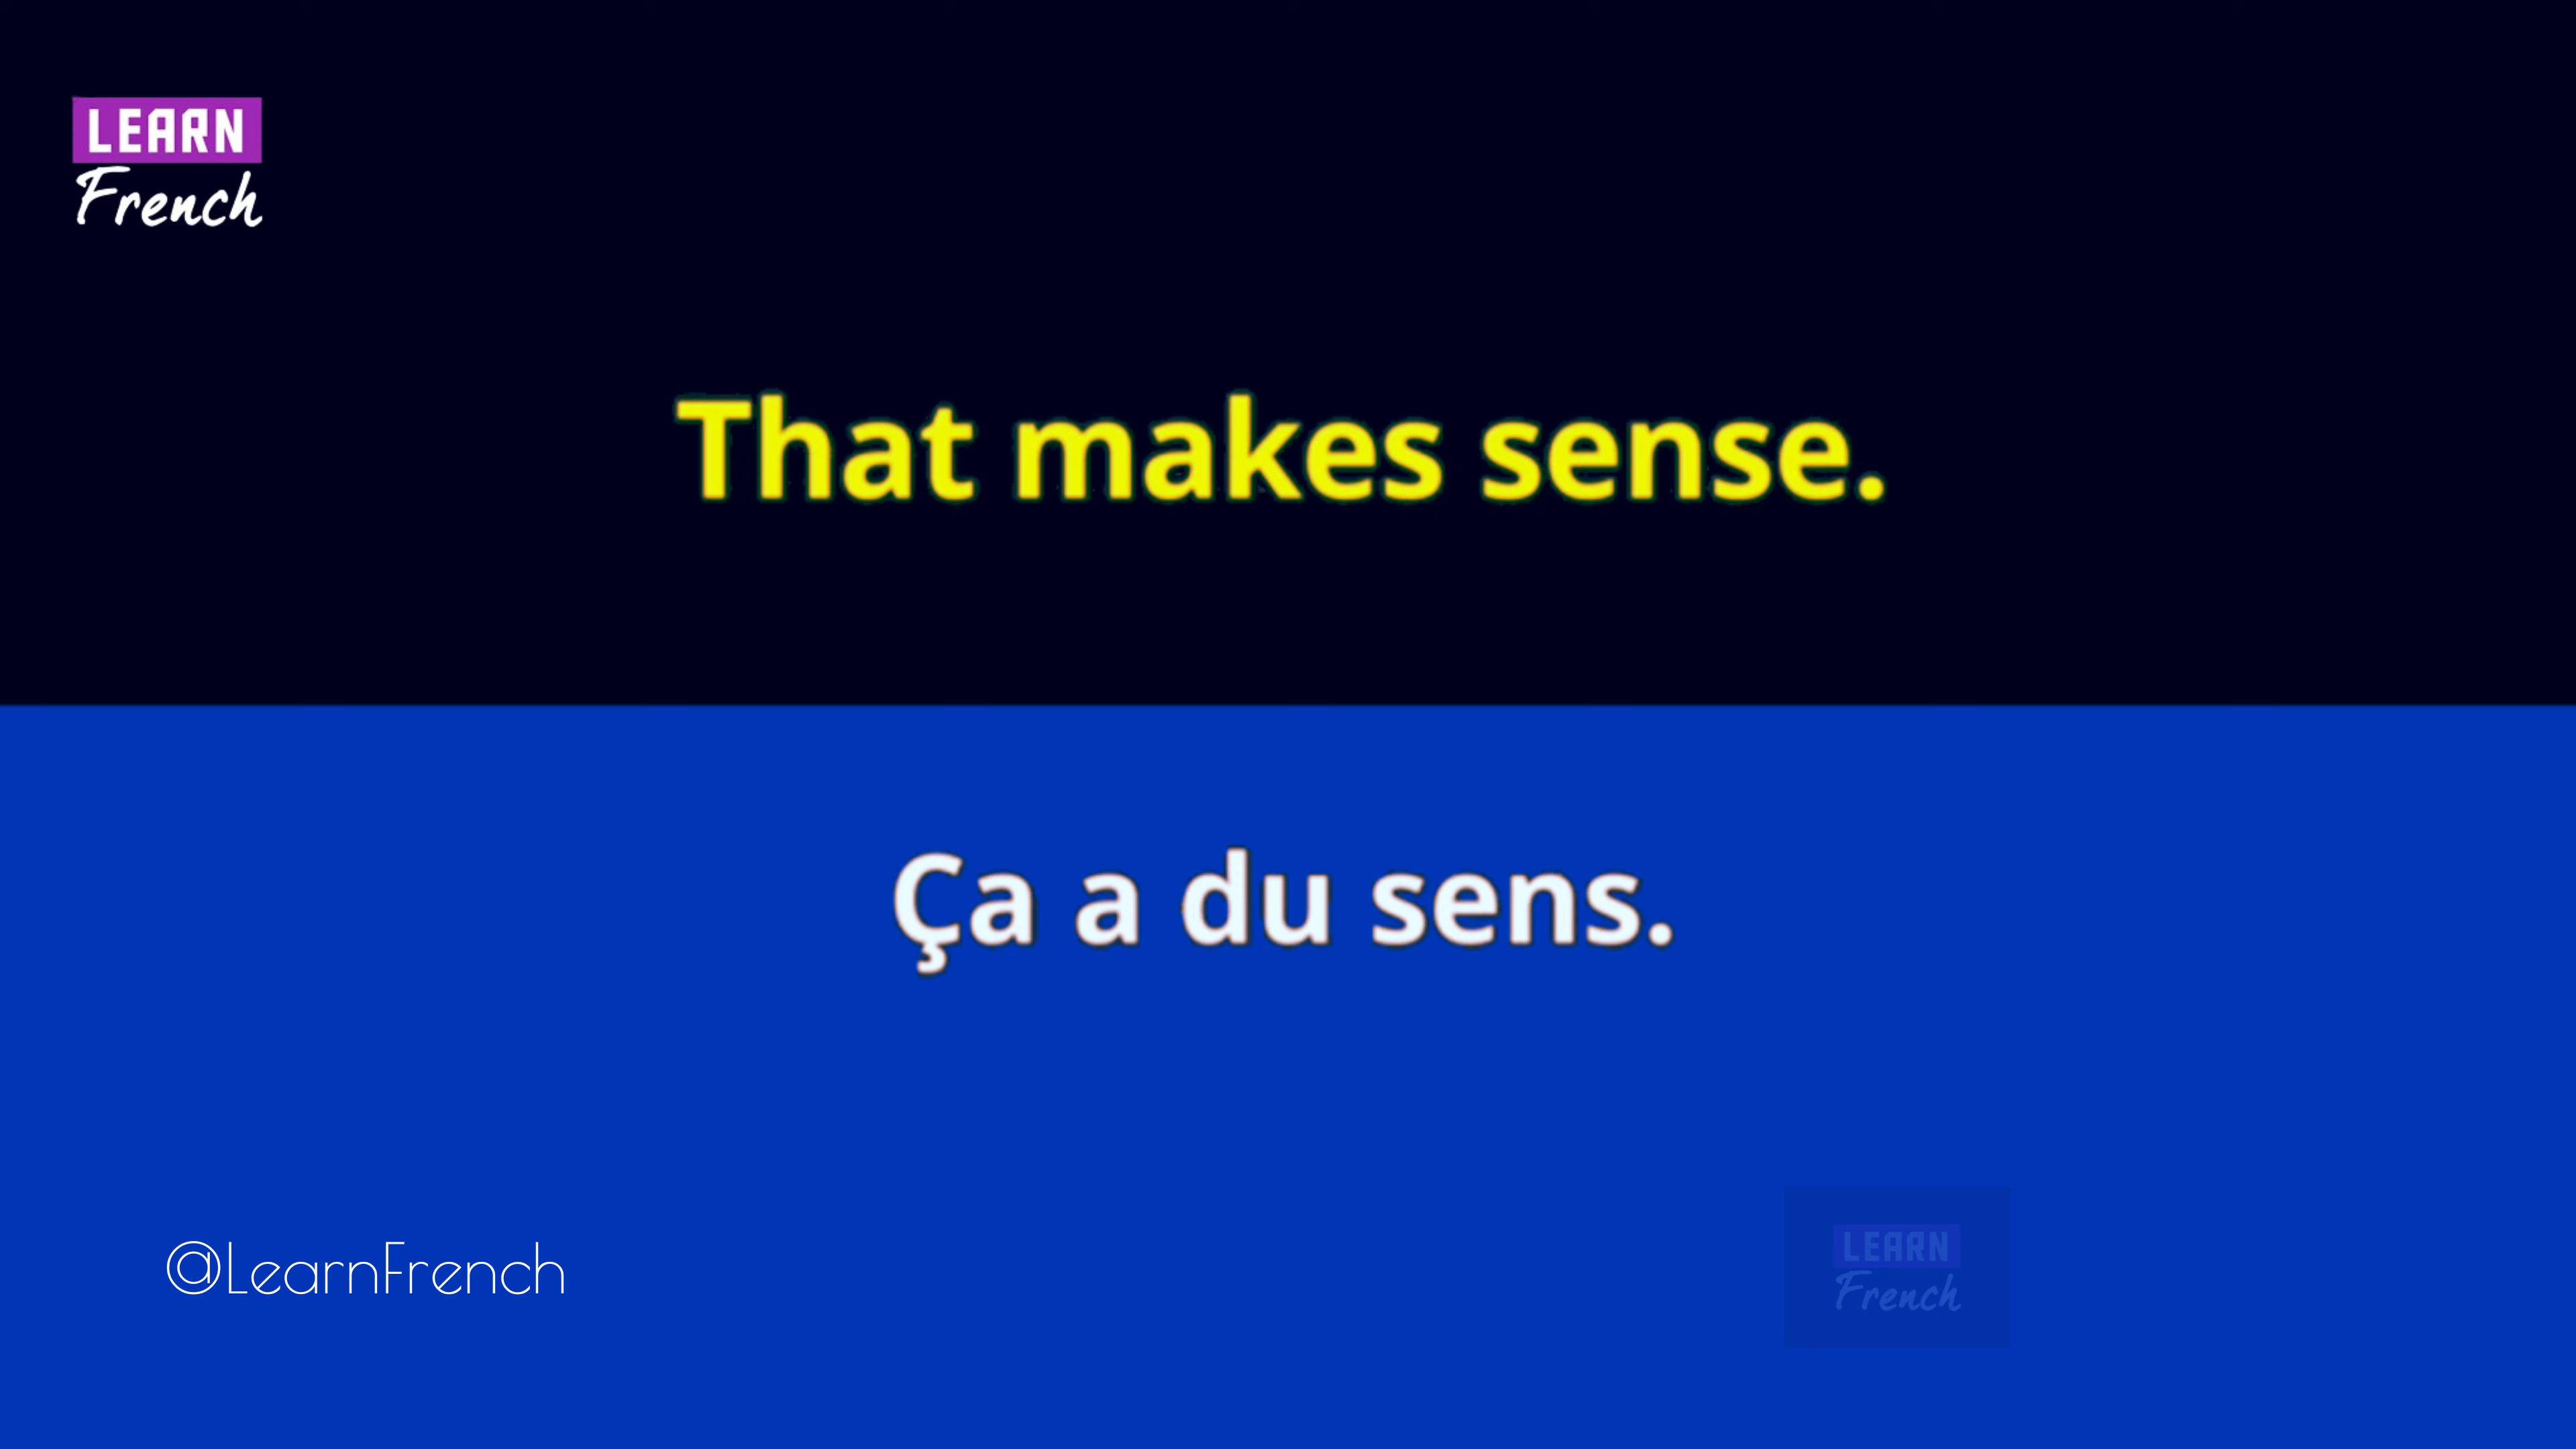 LEARN
French
That makes sense.
Ça a du sens.
@LearnFrench
LEARN
French